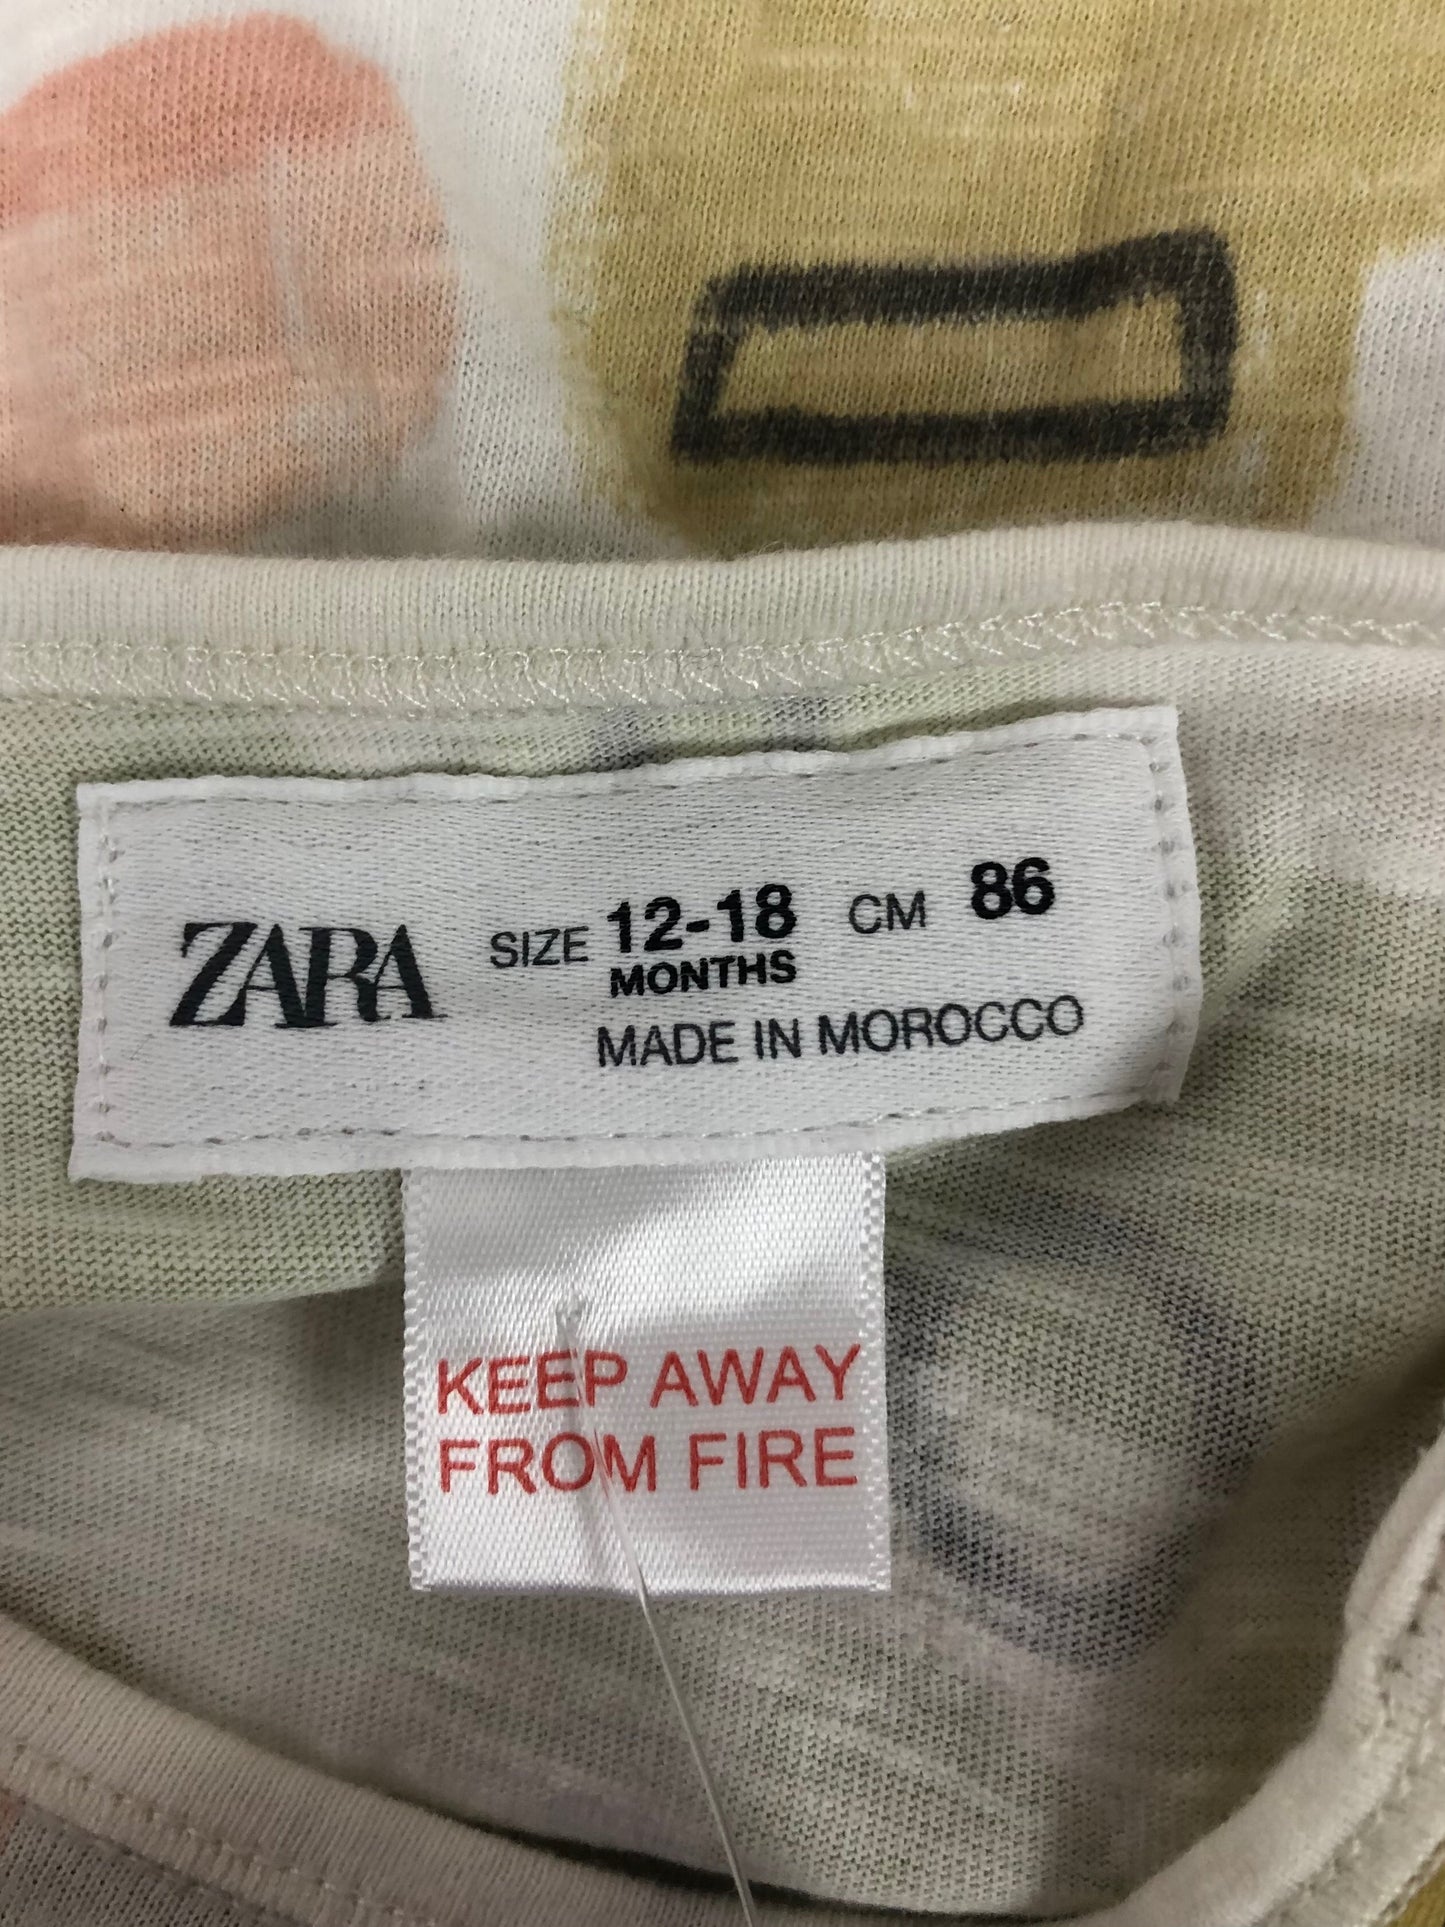 ZARA SIZE 12-18 CM 86
MONTHS
MADE IN MOROCCO
KEEP AWAY
FROM FIRE